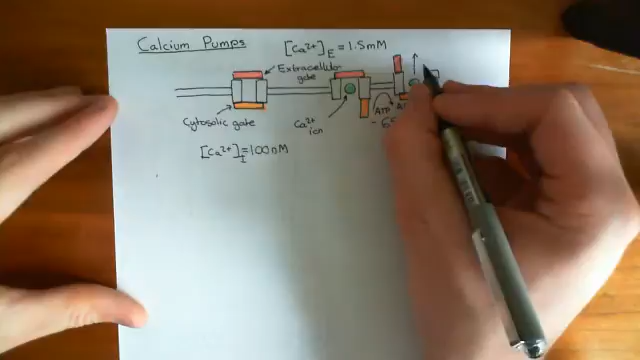 Calcium Pumps
[Ca²⁺]E = 1.5mM
Extracellular
gate
Cytosolic gate
Ca²⁺
ion
ATP
[Ca²⁺]I = 100nM